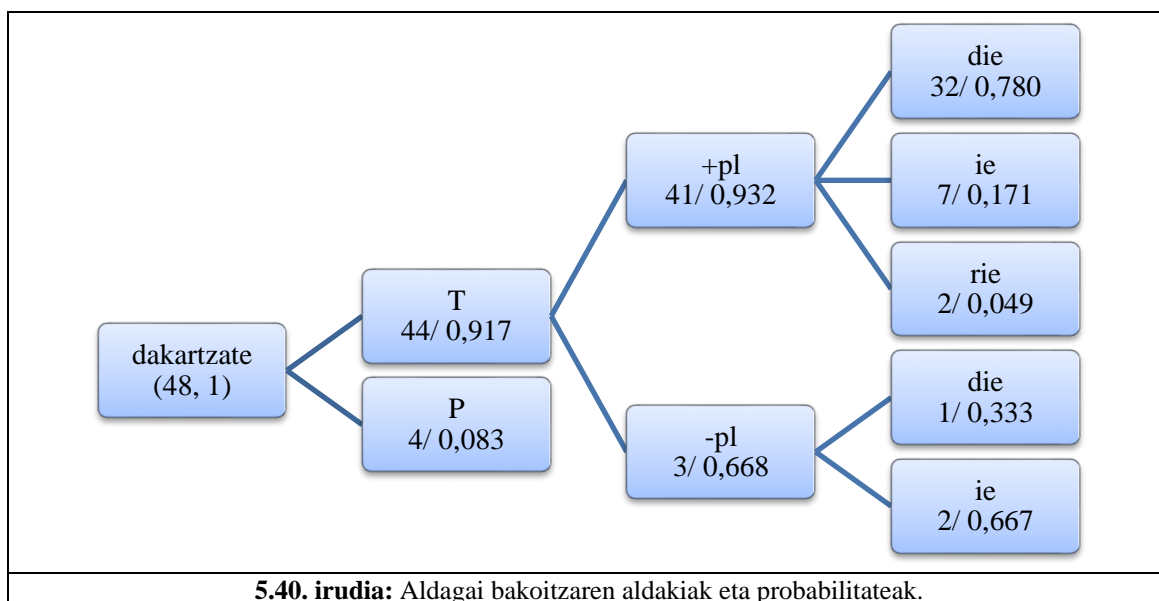 dakartzate
(48, 1)
T
44/ 0,917
P
4/ 0,083
+pl
41/ 0,932
-pl
3/ 0,668
die
32/ 0,780
ie
7/ 0,171
rie
2/ 0,049
die
1/ 0,333
ie
2/ 0,667
5.40. irudia: Aldagai bakoitzaren aldakiak eta probabilitateak.